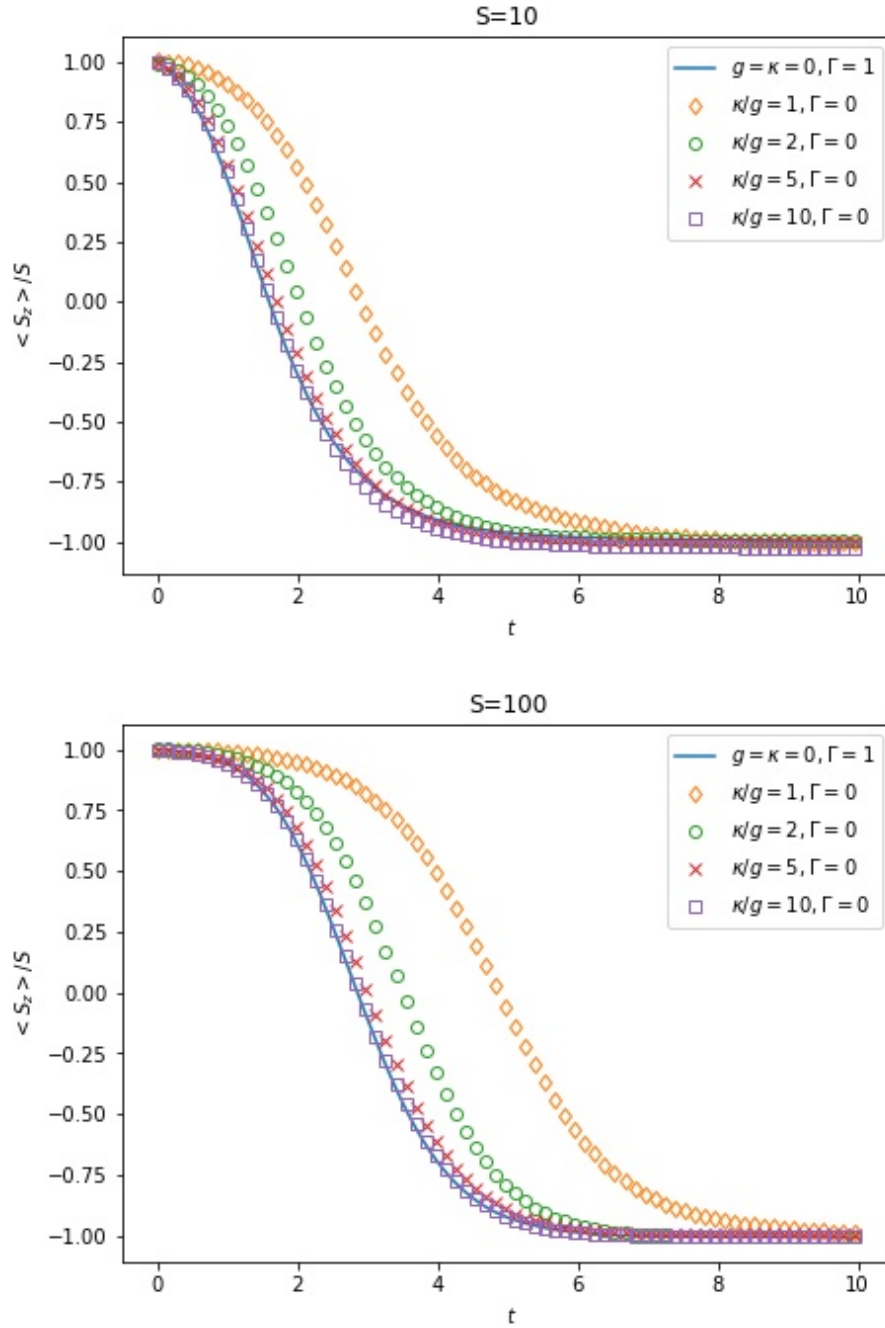 S=10
1.00
0.75
0.50
0.25
0.00
−0.25
−0.50
−0.75
−1.00
< S_z > /S
g = κ = 0, Γ = 1
κ/g = 1, Γ = 0
κ/g = 2, Γ = 0
κ/g = 5, Γ = 0
κ/g = 10, Γ = 0
0 2 4 6 8 10
t
S=100
1.00
0.75
0.50
0.25
0.00
−0.25
−0.50
−0.75
−1.00
< S_z > /S
g = κ = 0, Γ = 1
κ/g = 1, Γ = 0
κ/g = 2, Γ = 0
κ/g = 5, Γ = 0
κ/g = 10, Γ = 0
0 2 4 6 8 10
t